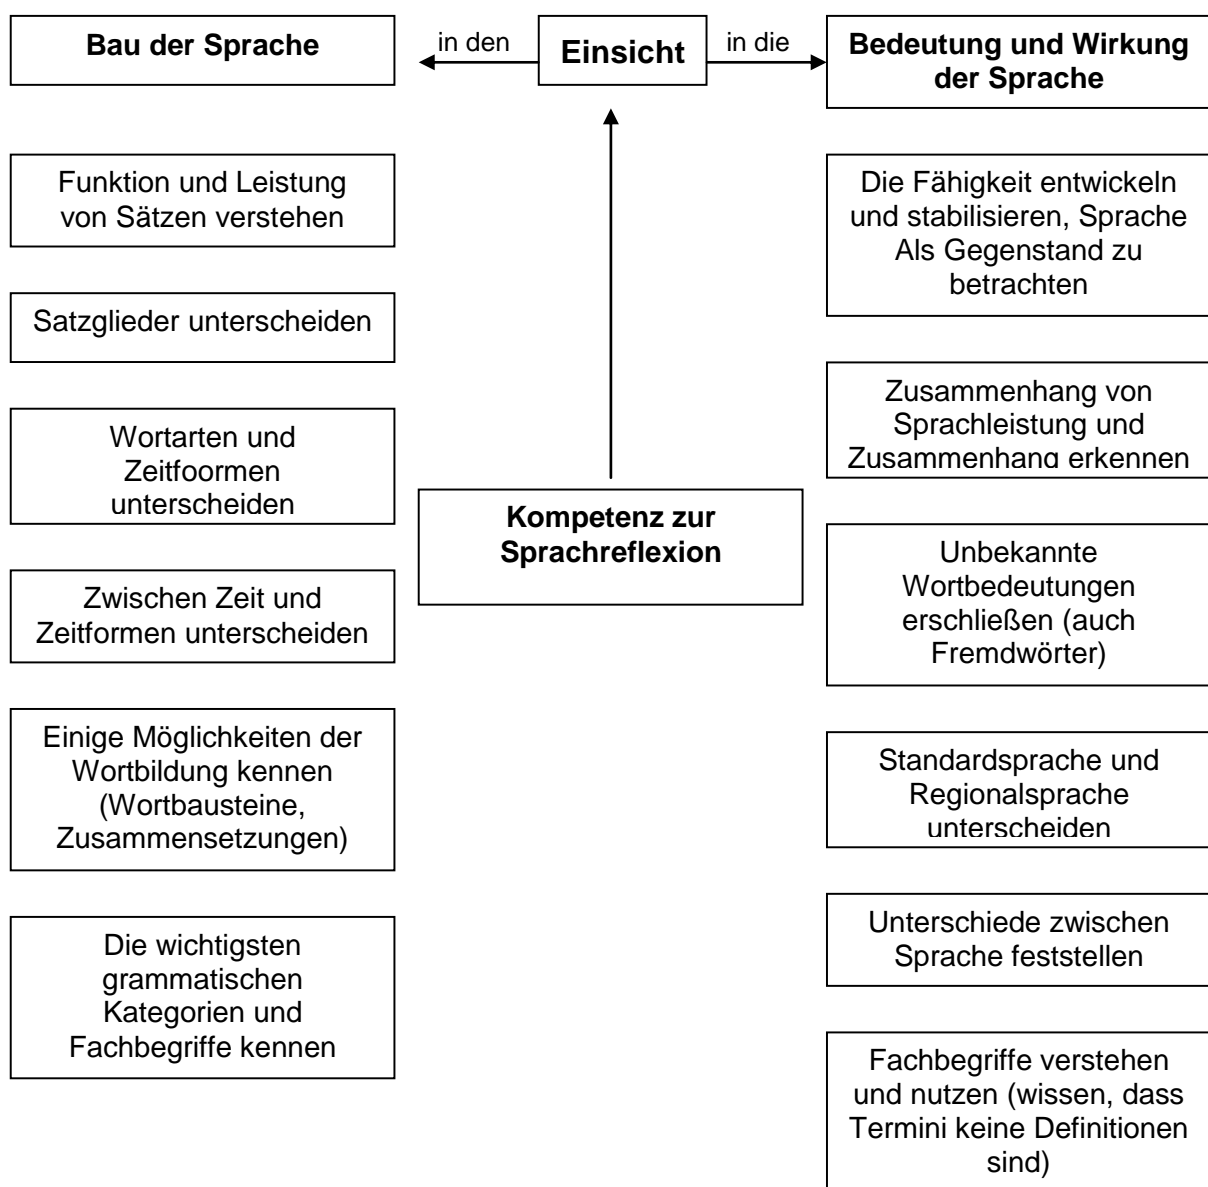 Bau der Sprache
in den
Einsicht
in die
Bedeutung und Wirkung
der Sprache
Funktion und Leistung
von Sätzen verstehen
Satzglieder unterscheiden
Wortarten und
Zeitfoormen
unterscheiden
Zwischen Zeit und
Zeitformen unterscheiden
Einige Möglichkeiten der
Wortbildung kennen
(Wortbausteine,
Zusammensetzungen)
Die wichtigsten
grammatischen
Kategorien und
Fachbegriffe kennen
Kompetenz zur
Sprachreflexion
Die Fähigkeit entwickeln
und stabilisieren, Sprache
Als Gegenstand zu
betrachten
Zusammenhang von
Sprachleistung und
Zusammenhang erkennen
Unbekannte
Wortbedeutungen
erschließen (auch
Fremdwörter)
Standardsprache und
Regionalsprache
unterscheiden
Unterschiede zwischen
Sprache feststellen
Fachbegriffe verstehen
und nutzen (wissen, dass
Termini keine Definitionen
sind)